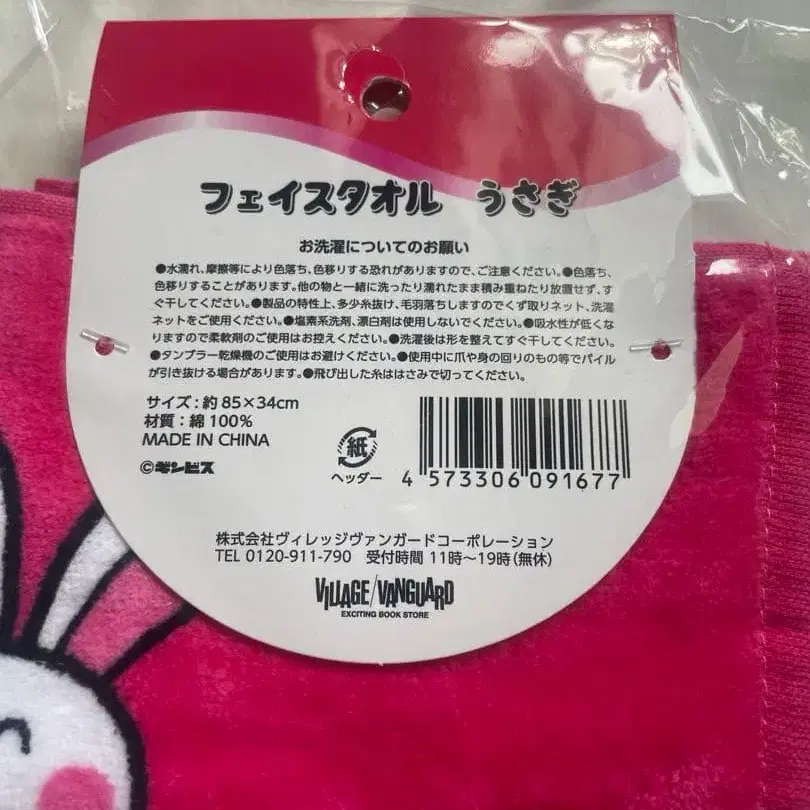 フェイスタオル うさぎ
お洗濯についてのお願い
●水濡れ、摩擦等により色落ち、色移りする恐れがありますので、ご注意ください。●色落ち、
色移りすることがあります。他の物と一緒に洗ったり濡れたまま積み重ねたり放置せず、す
ぐ干してください。●製品の特性上、多少糸抜け、毛羽落ちしますのでくず取りネット、洗濯
ネットをご使用ください。●塩素系洗剤、漂白剤は使用しないでください。●吸水性が低くな
りますので柔軟剤のご使用はお控えください。●洗濯後は形を整えてすぐ干してください。
●タンブラー乾燥機のご使用はお避けください。●使用中に爪や身の回りのもの等でパイル
が引き抜ける場合があります。●飛び出した糸ははさみで切ってください。
サイズ:約85×34cm
材質:綿100%
MADE IN CHINA
©ギンビス
紙
ヘッダー
4 573306 091677
株式会社ヴィレッジヴァンガードコーポレーション
TEL 0120-911-790 受付時間 11時〜19時(無休)
VILLAGE/VANGUARD
EXCITING BOOK STORE